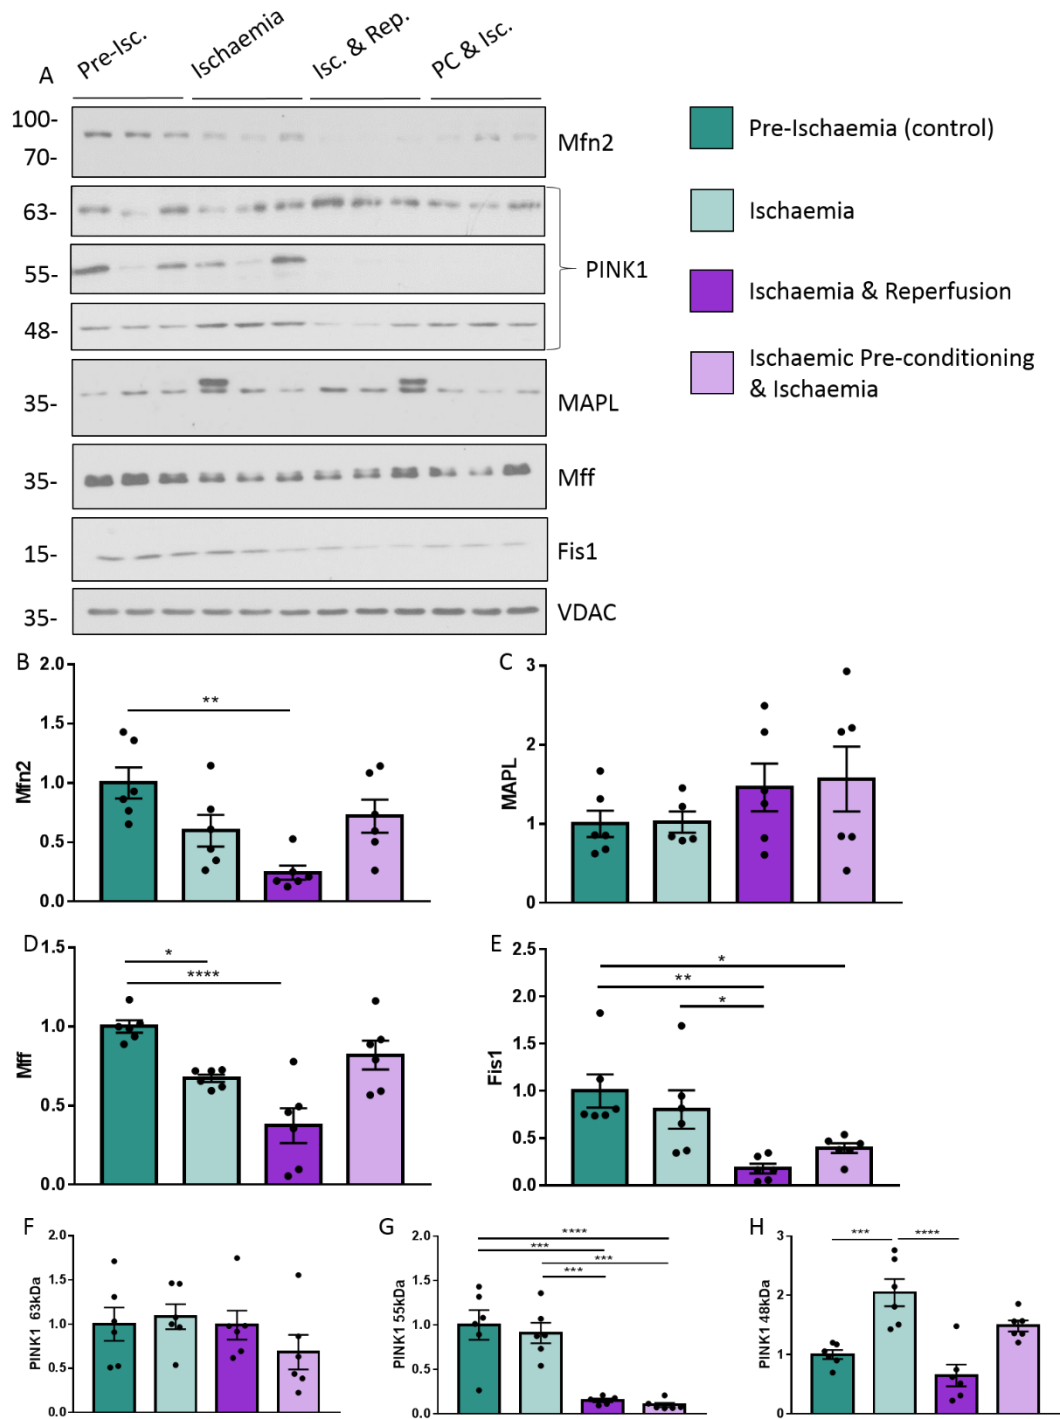 A
Pre-Isc.
Ischaemia
Isc. & Rep.
PC & Isc.
100-
70-
Mfn2
63-
55-
48-
PINK1
35-
MAPL
35-
Mff
15-
Fis1
35-
VDAC
Pre-Ischaemia (control)
Ischaemia
Ischaemia & Reperfusion
Ischaemic Pre-conditioning
& Ischaemia
B
2.0
1.5
1.0
0.5
0.0
Mfn2
**
C
3
2
1
0
MAPL
D
1.5
1.0
0.5
0.0
Mff
*
****
E
2.5
2.0
1.5
1.0
0.5
0.0
Fis1
*
**
*
F
2.0
1.5
1.0
0.5
0.0
PINK1 63kDa
G
2.0
1.5
1.0
0.5
0.0
PINK1 55kDa
****
***
***
***
H
3
2
1
0
PINK1 48kDa
***
****